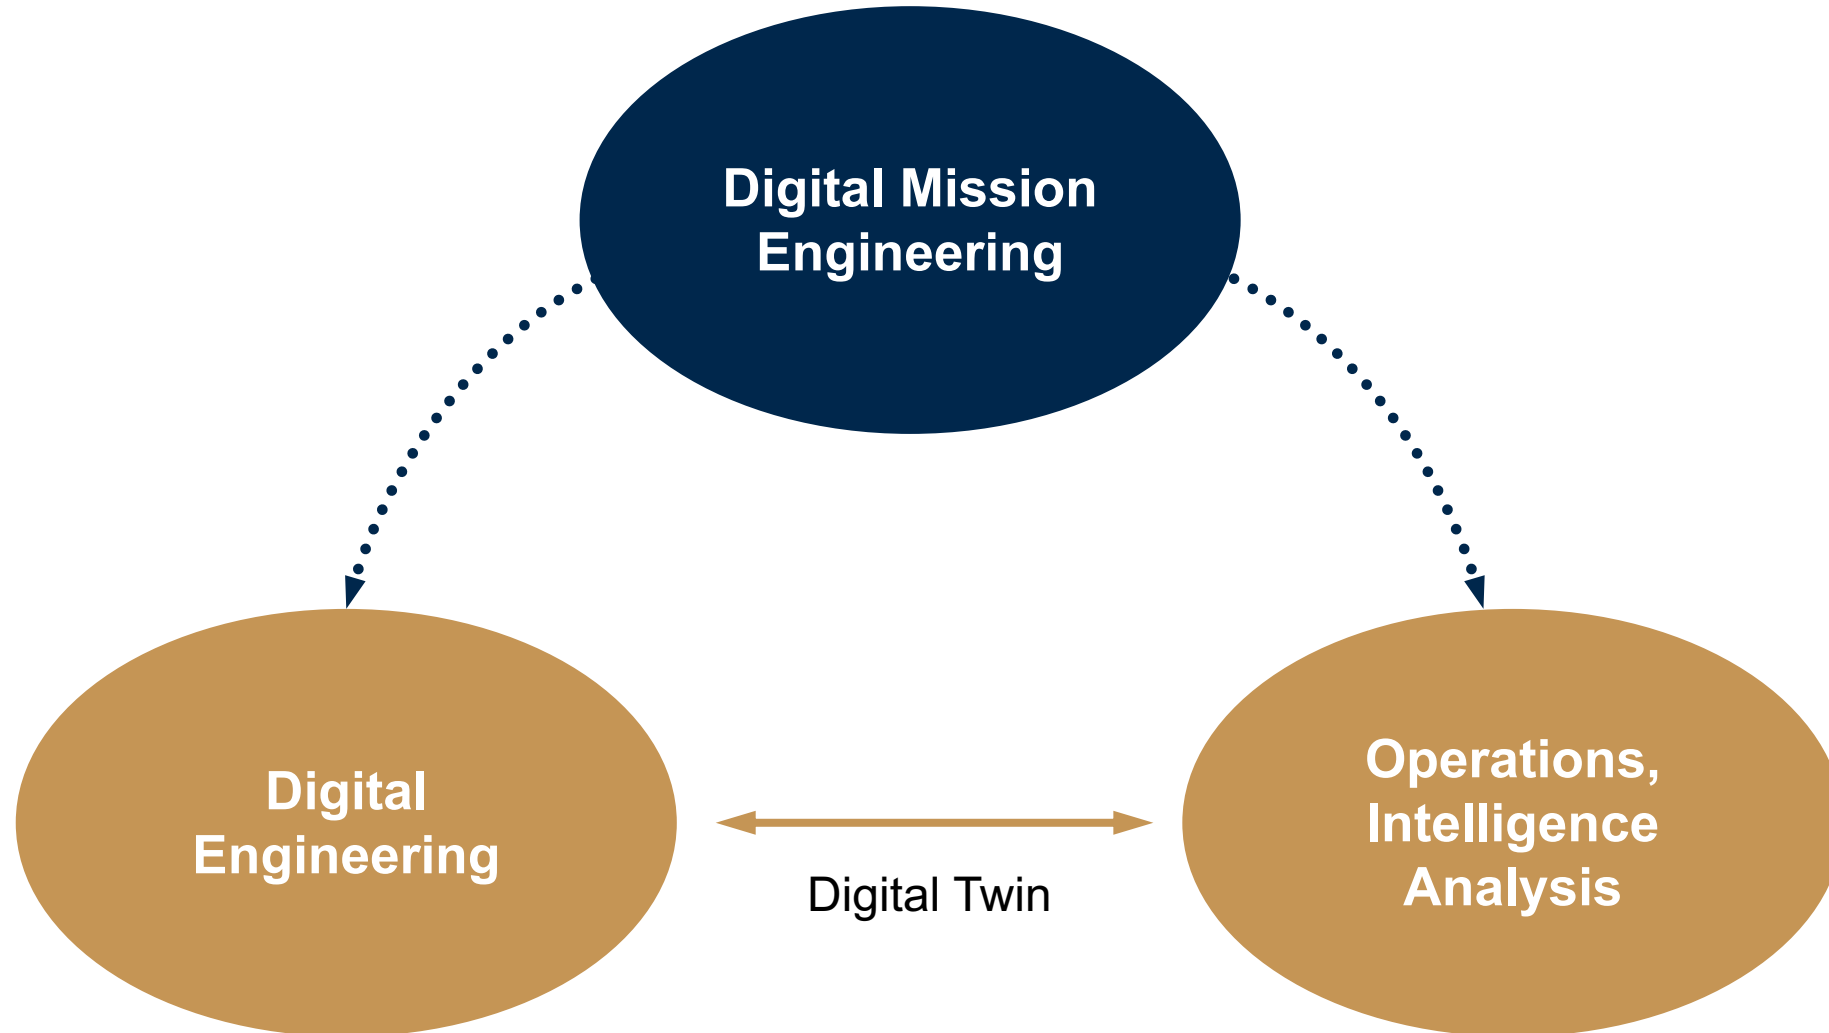 Digital Mission
Engineering
Digital
Engineering
Digital Twin
Operations,
Intelligence
Analysis